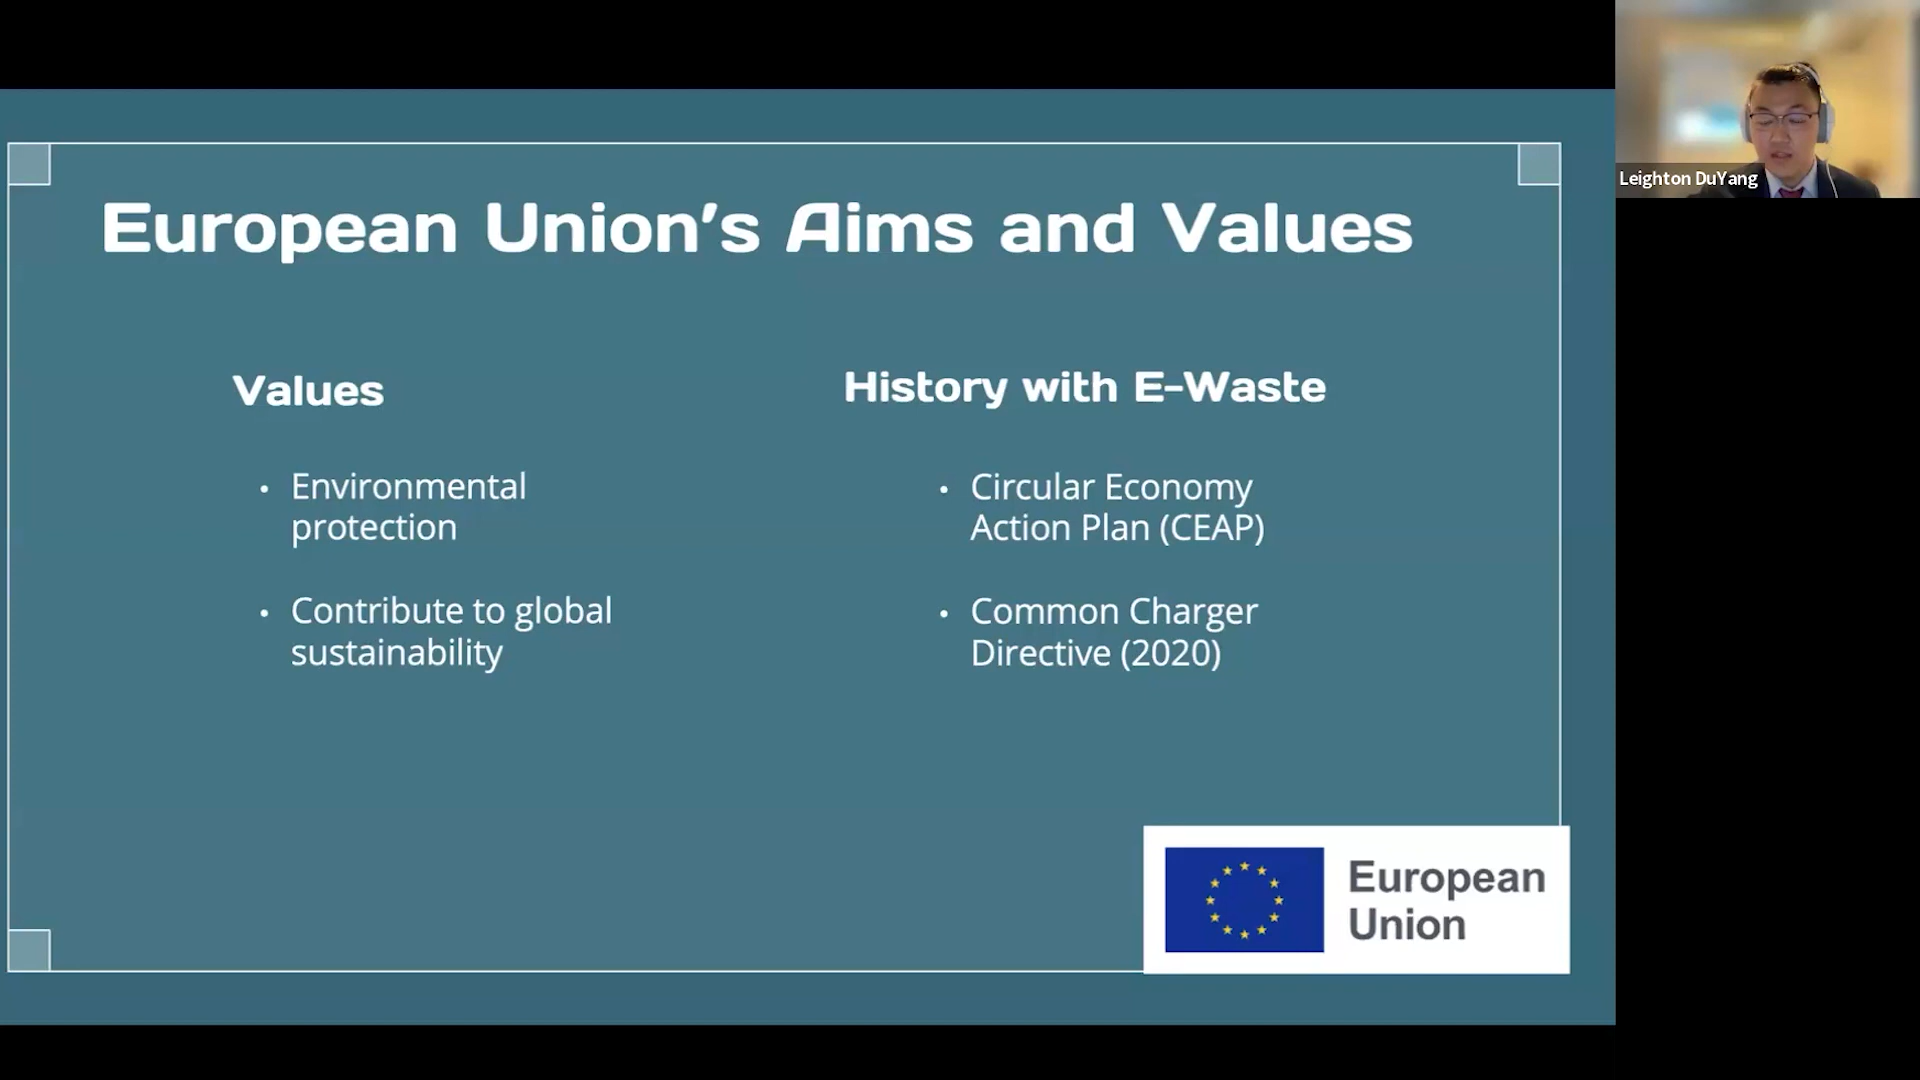 European Union's Aims and Values
Values
• Environmental
protection
• Contribute to global
sustainability
History with E-Waste
• Circular Economy
Action Plan (CEAP)
• Common Charger
Directive (2020)
European
Union
Leighton DuYang